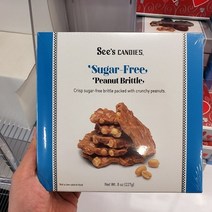 See's CANDIES.
Sugar-Free
Peanut Brittle
Crisp sugar-free brittle packed with crunchy peanuts.
Net Wt. 8 oz (227g)